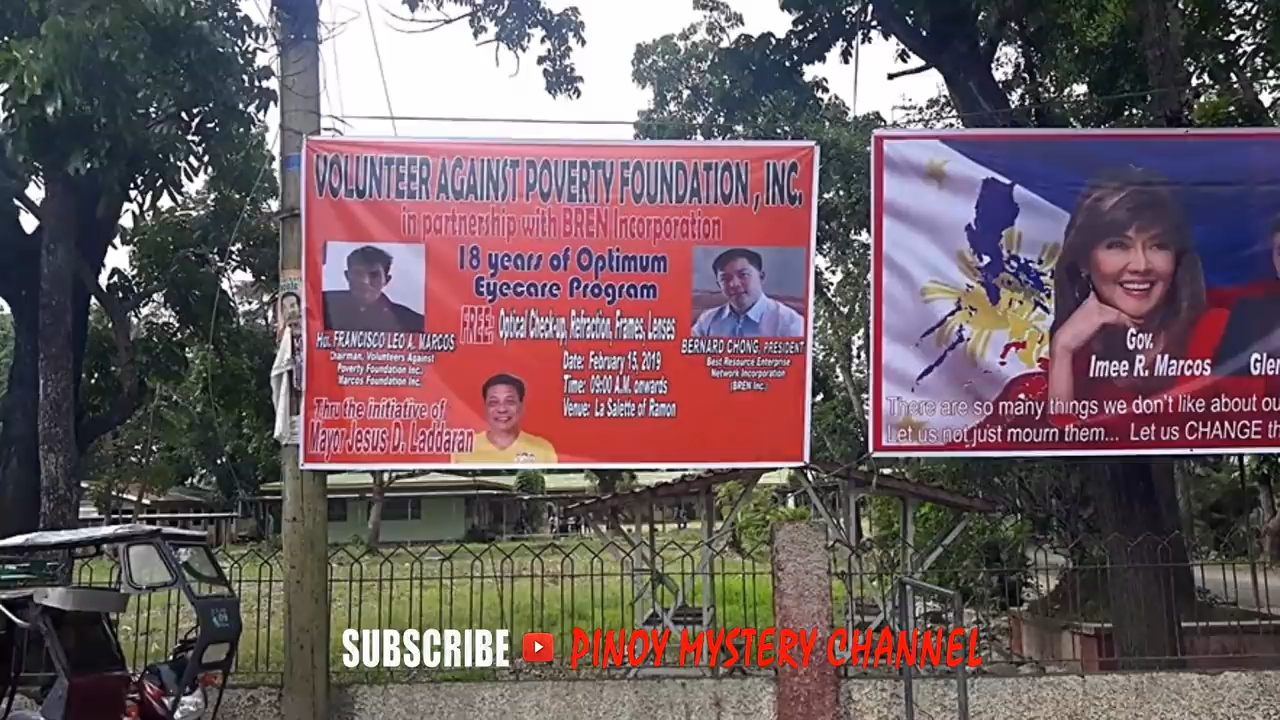 VOLUNTEER AGAINST POVERTY FOUNDATION, INC.
in partnership with BREN Incorporation
18 years of Optimum
Eyecare Program
FREE: Optical Check-up, Refraction, Frames, Lenses
Hon. FRANCISCO LEO A. MARCOS
Chairman, Volunteers Against
Poverty Foundation Inc.
Marcos Foundation Inc.
Date: February 15, 2019
Time: 09:00 A.M. onwards
Venue: La Salette of Ramon
BERNARD CHONG, PRESIDENT
Best Resource Enterprise
Network Incorporation
(BREN Inc.)
Thru the initiative of
Mayor Jesus D. Laddaran
Gov.
Imee R. Marcos
Glen
There are so many things we don't like about ou
Let us not just mourn them... Let us CHANGE th
SUBSCRIBE PINOY MYSTERY CHANNEL